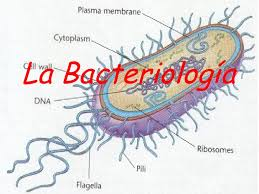 Plasma membrane
Cytoplasm
Cell wall
La Bacteriología
DNA
Ribosomes
Pili
Flagella